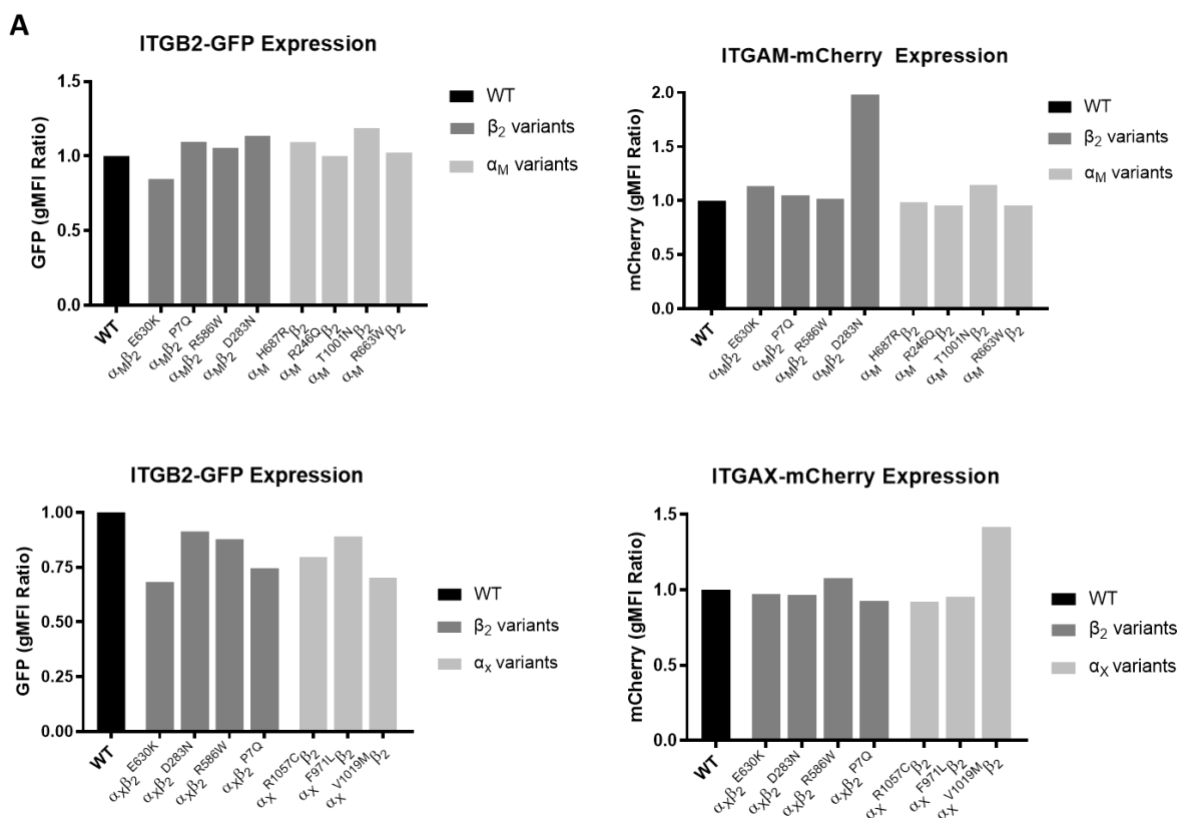 A
ITGB2-GFP Expression
GFP (gMFI Ratio)
1.5
1.0
0.5
0.0
WT
αMβ2 E630K
αMβ2 P7Q
αMβ2 R586W
αMβ2 D283N
αM H687R β2
αM R246Q β2
αM T1001N β2
αM R663W β2
WT
β2 variants
αM variants
ITGAM-mCherry Expression
mCherry (gMFI Ratio)
2.0
1.5
1.0
0.5
0.0
WT
αMβ2 E630K
αMβ2 P7Q
αMβ2 R586W
αMβ2 D283N
αM H687R β2
αM R246Q β2
αM T1001N β2
αM R663W β2
WT
β2 variants
αM variants
ITGB2-GFP Expression
GFP (gMFI Ratio)
1.00
0.75
0.50
0.25
0.00
WT
αXβ2 E630K
αXβ2 D283N
αXβ2 R586W
αXβ2 P7Q
αX R1057C β2
αX F971L β2
αX V1019M β2
WT
β2 variants
αX variants
ITGAX-mCherry Expression
mCherry (gMFI Ratio)
1.5
1.0
0.5
0.0
WT
αXβ2 E630K
αXβ2 D283N
αXβ2 R586W
αXβ2 P7Q
αX R1057C β2
αX F971L β2
αX V1019M β2
WT
β2 variants
αX variants